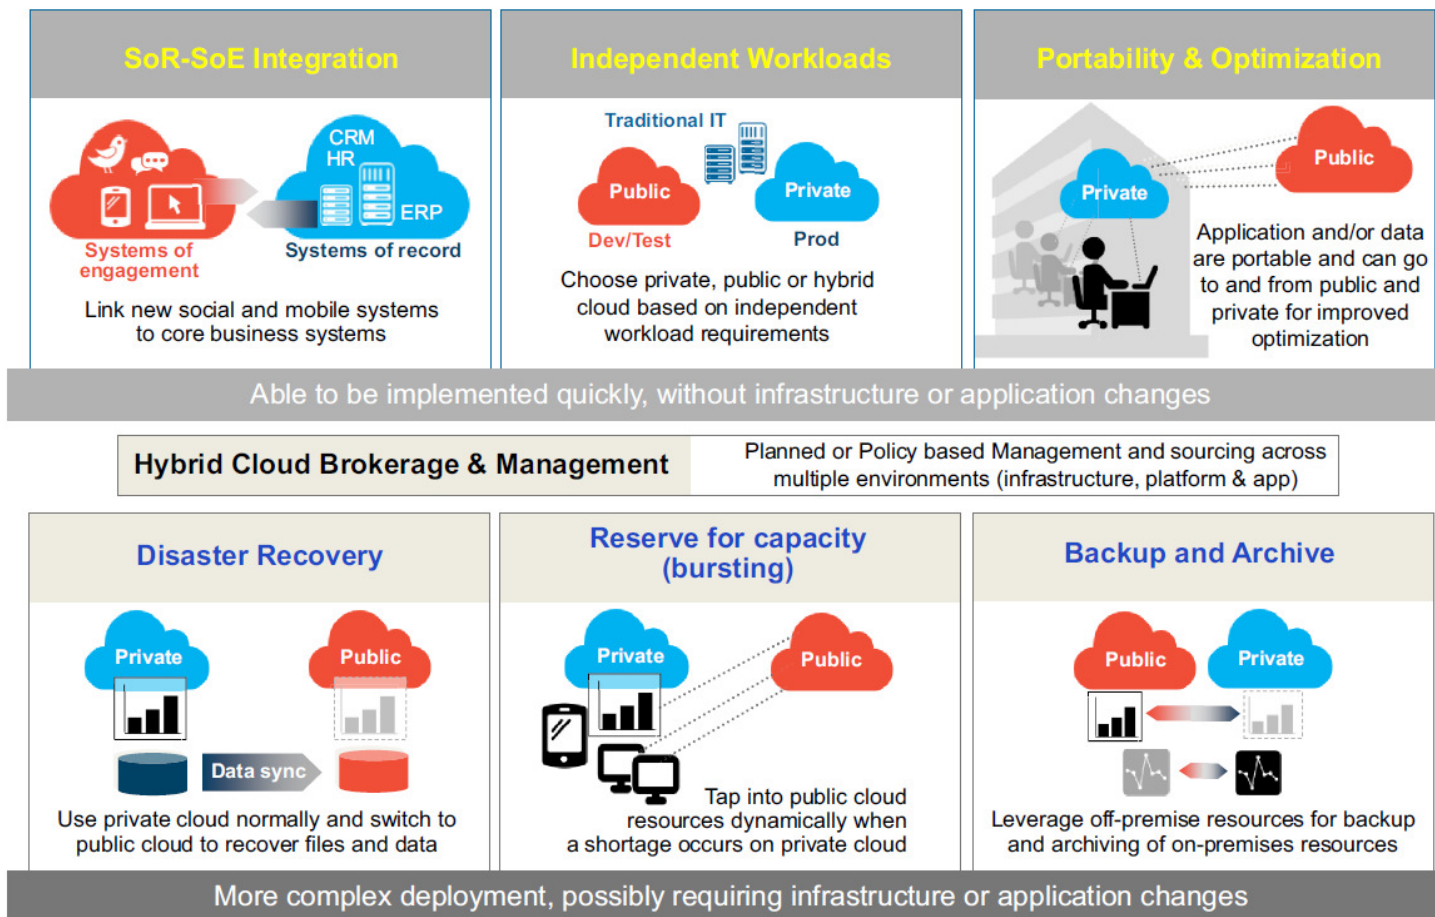 SoR-SoE Integration
CRM
HR
ERP
Systems of
engagement
Systems of record
Link new social and mobile systems
to core business systems
Independent Workloads
Traditional IT
Public
Private
Dev/Test
Prod
Choose private, public or hybrid
cloud based on independent
workload requirements
Portability & Optimization
Public
Private
Application and/or data
are portable and can go
to and from public and
private for improved
optimization
Able to be implemented quickly, without infrastructure or application changes
Hybrid Cloud Brokerage & Management
Planned or Policy based Management and sourcing across
multiple environments (infrastructure, platform & app)
Disaster Recovery
Private
Public
Data sync
Use private cloud normally and switch to
public cloud to recover files and data
Reserve for capacity
(bursting)
Private
Public
Tap into public cloud
resources dynamically when
a shortage occurs on private cloud
Backup and Archive
Public
Private
Leverage off-premise resources for backup
and archiving of on-premises resources
More complex deployment, possibly requiring infrastructure or application changes